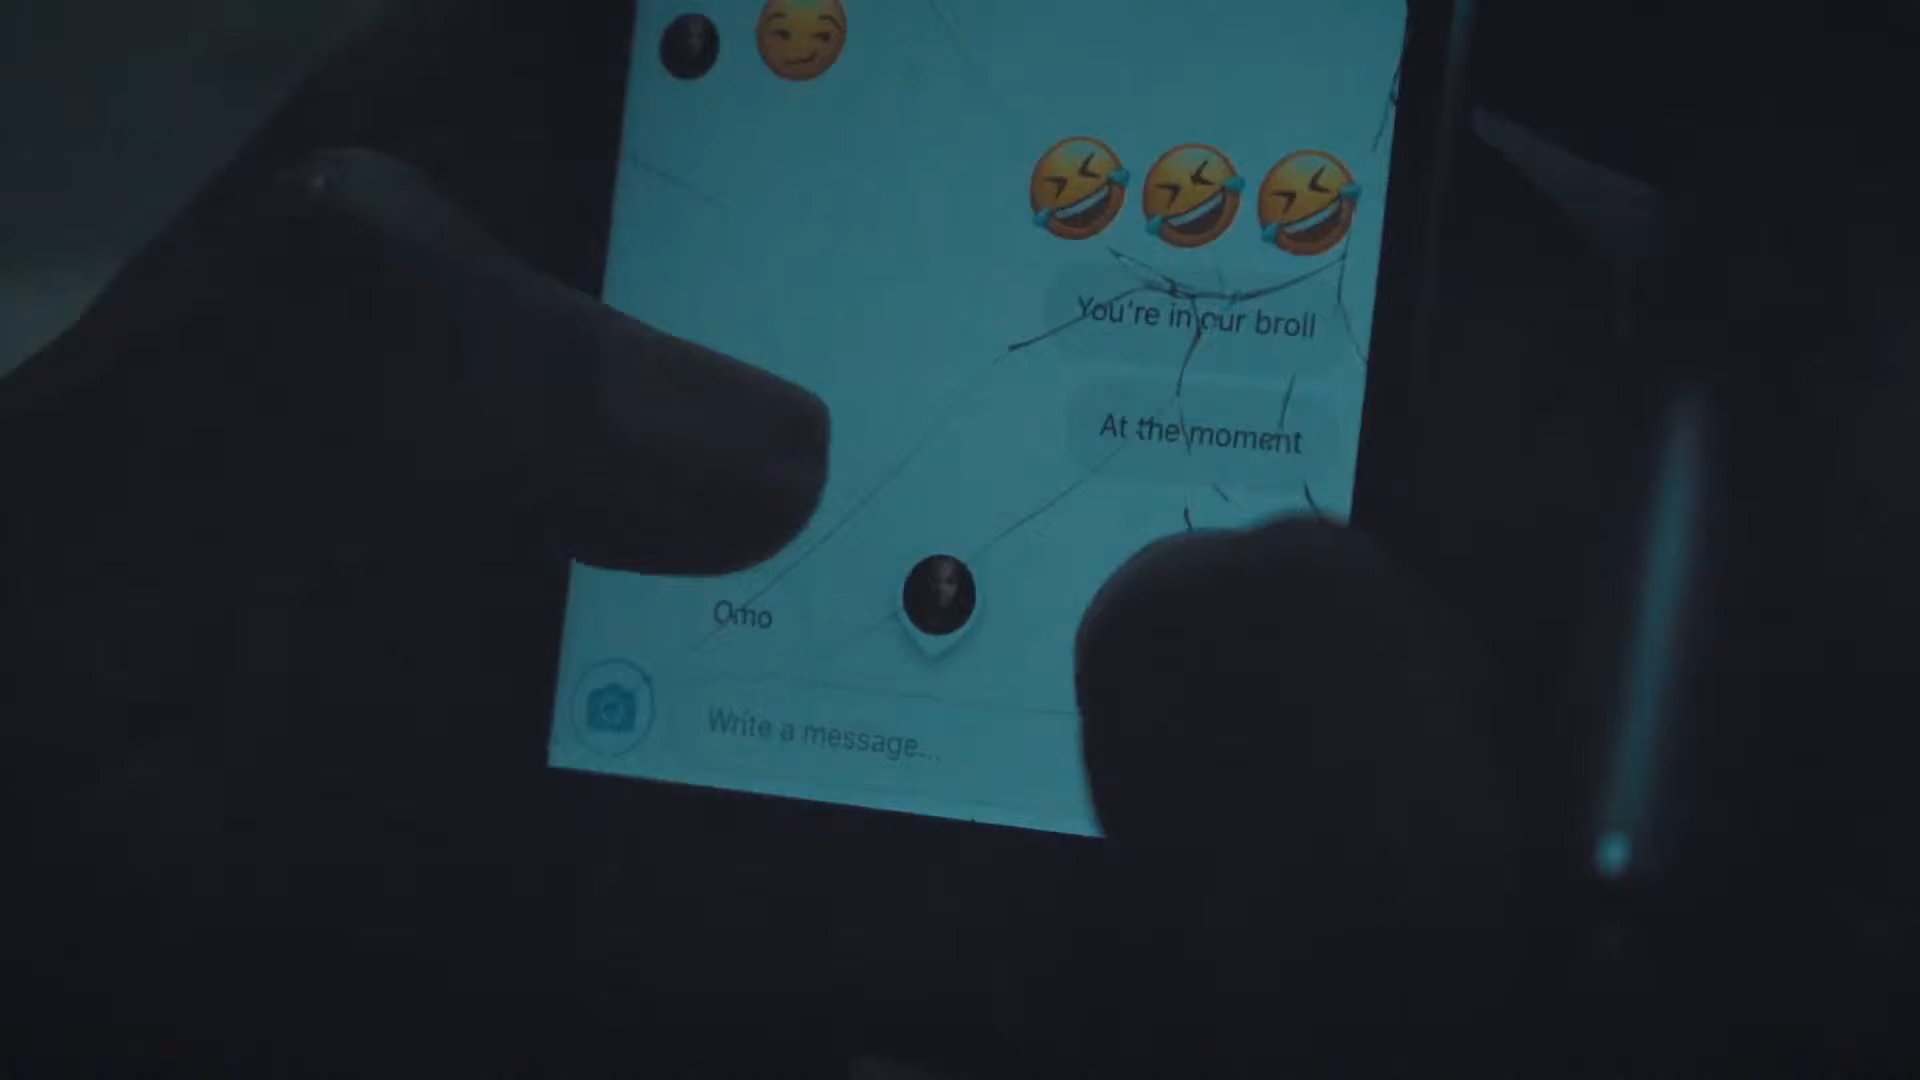 You're in our broll
At the moment
Omo
Write a message...